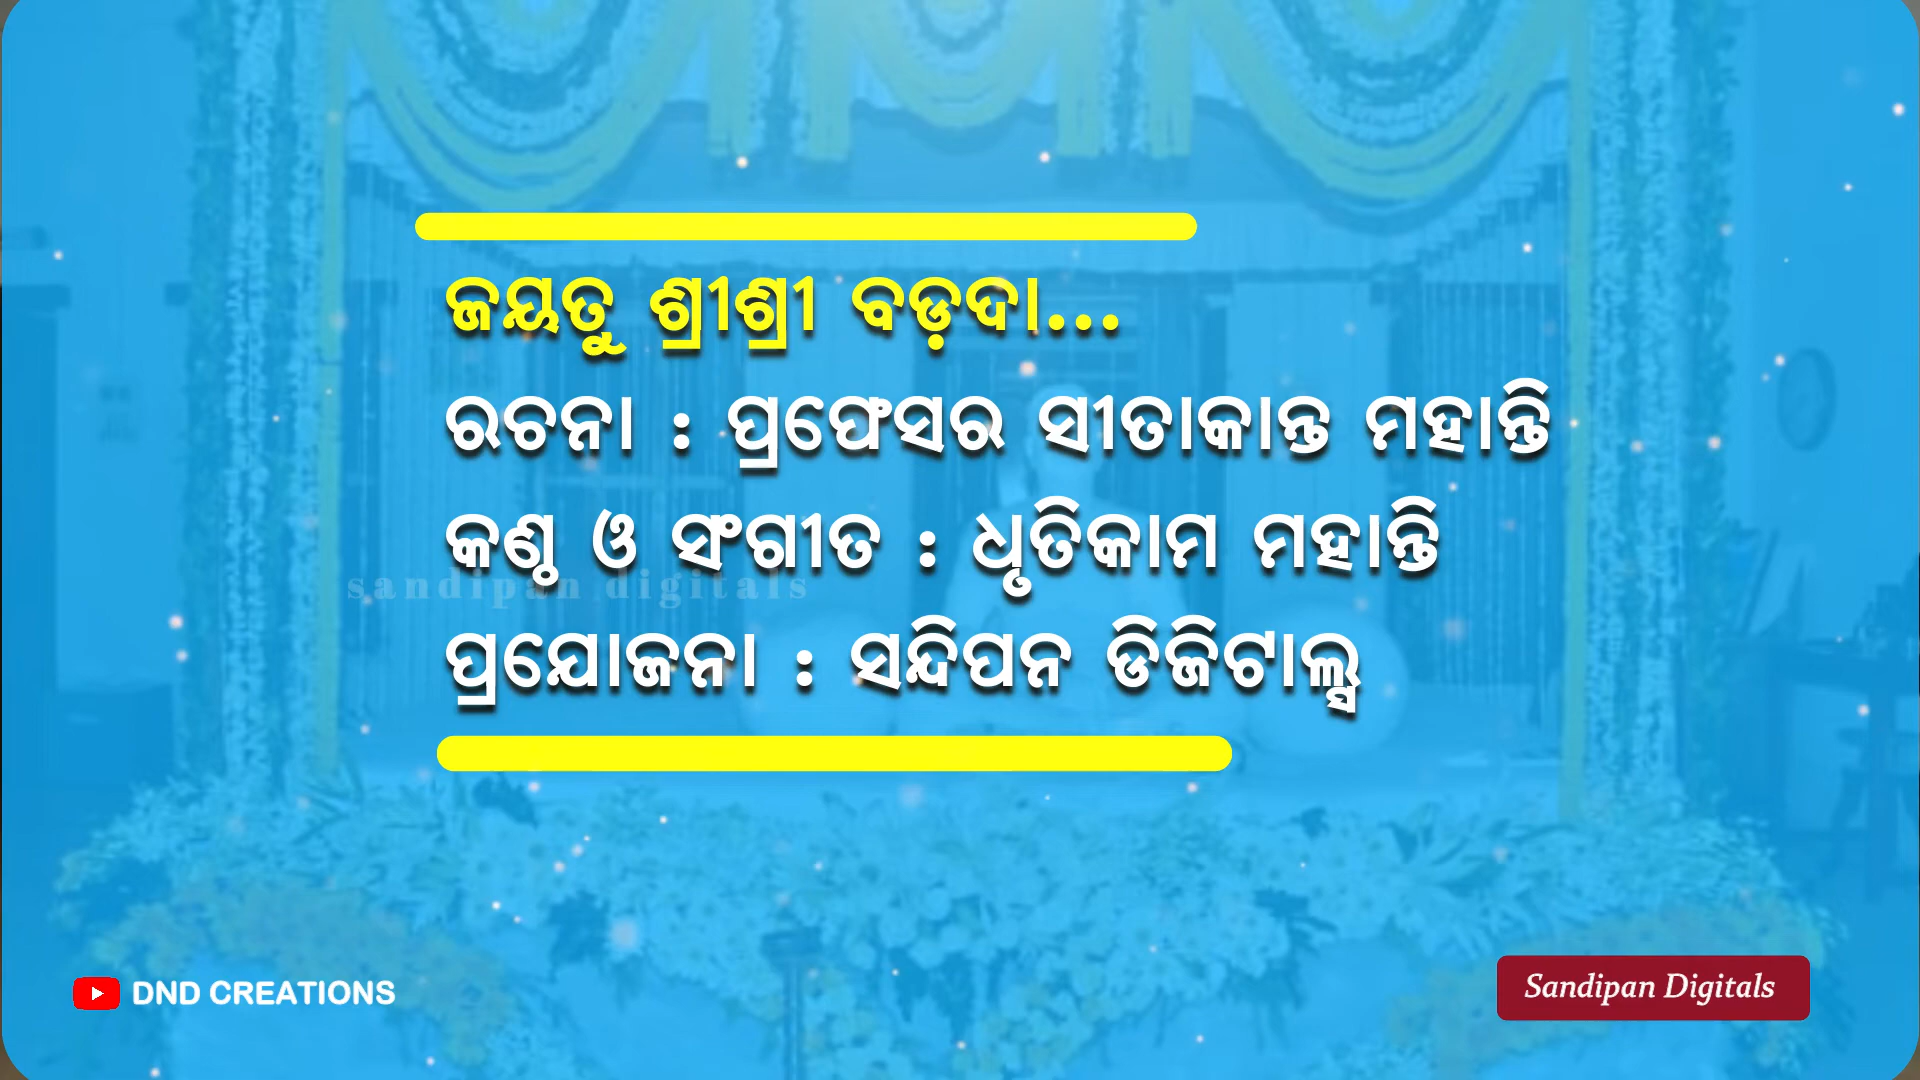 ଜୟତୁ ଶ୍ରୀଶ୍ରୀ ବଡ଼ଦା...
ରଚନା : ପ୍ରଫେସର ସୀତାକାନ୍ତ ମହାନ୍ତି
କଣ୍ଠ ଓ ସଂଗୀତ : ଧୃତିକାମ ମହାନ୍ତି
sandipan digitals
ପ୍ରଯୋଜନା : ସନ୍ଦିପନ ଡିଜିଟାଲ୍ସ
DND CREATIONS
Sandipan Digitals